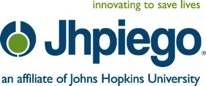 innovating to save lives
Jhpiego®
an affiliate of Johns Hopkins University